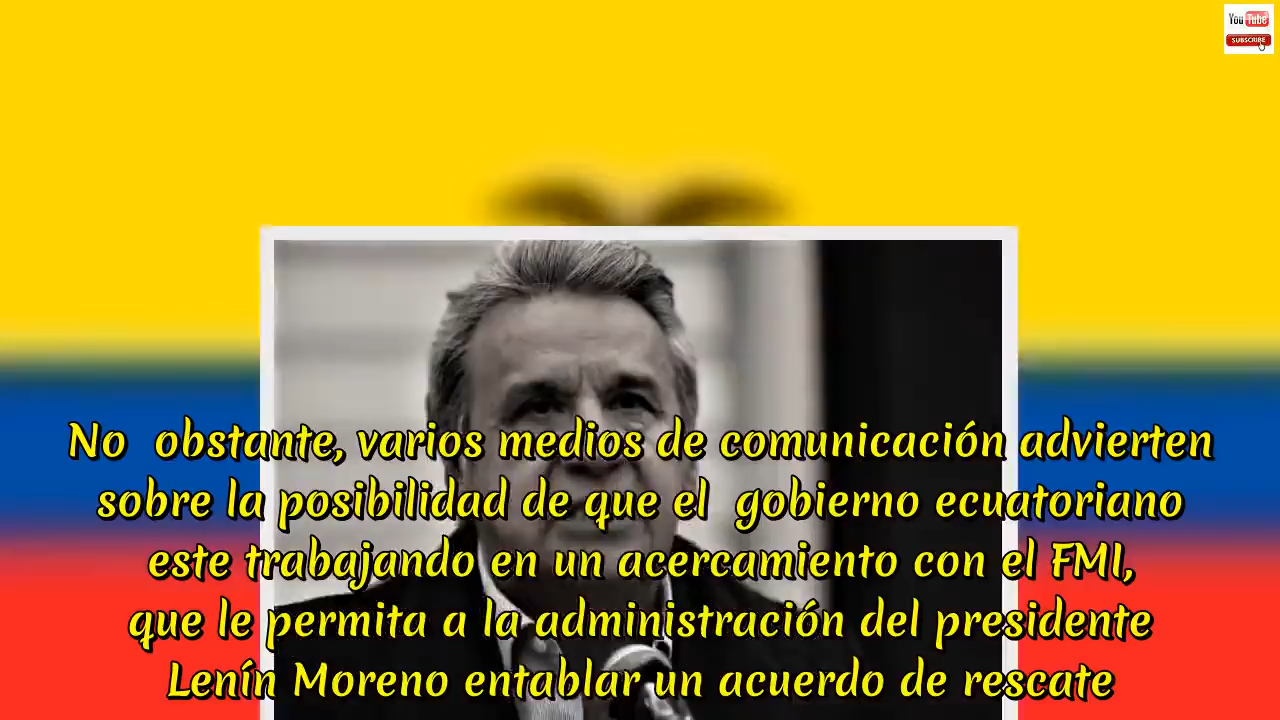 You Tube
SUBSCRIBE
No obstante, varios medios de comunicación advierten
sobre la posibilidad de que el gobierno ecuatoriano
este trabajando en un acercamiento con el FMI,
que le permita a la administración del presidente
Lenín Moreno entablar un acuerdo de rescate